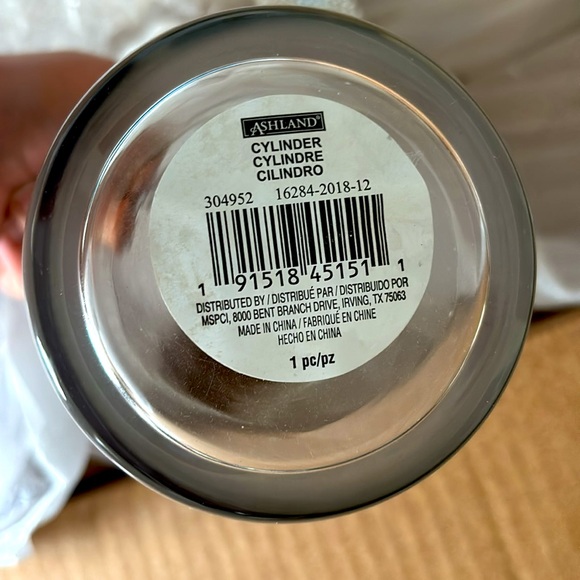 ASHLAND®
CYLINDER
CYLINDRE
CILINDRO
304952 16284-2018-12
1 91518 45151 1
DISTRIBUTED BY / DISTRIBUÉ PAR / DISTRIBUIDO POR
MSPCI, 8000 BENT BRANCH DRIVE, IRVING, TX 75063
MADE IN CHINA / FABRIQUÉ EN CHINE
HECHO EN CHINA
1 pc/pz